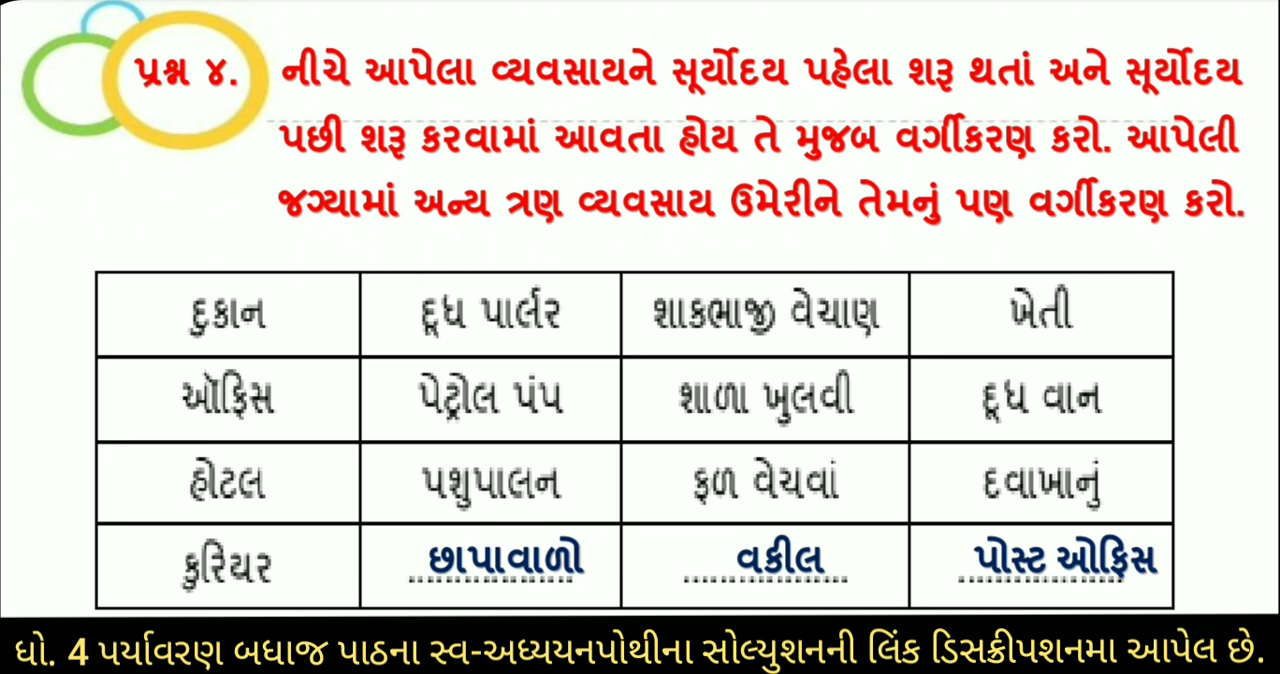 પ્રશ્ન ૪. નીચે આપેલા વ્યવસાયને સૂર્યોદય પહેલા શરૂ થતાં અને સૂર્યોદય
પછી શરૂ કરવામાં આવતા હોય તે મુજબ વર્ગીકરણ કરો. આપેલી
જગ્યામાં અન્ય ત્રણ વ્યવસાય ઉમેરીને તેમનું પણ વર્ગીકરણ કરો.
દુકાન દૂધ પાર્લર શાકભાજી વેચાણ ખેતી
ઑફિસ પેટ્રોલ પંપ શાળા ખુલવી દૂધ વાન
હોટલ પશુપાલન ફળ વેચવાં દવાખાનું
કુરિયર છાપાવાળો વકીલ પોસ્ટ ઓફિસ
ધો. 4 પર્યાવરણ બધાજ પાઠના સ્વ-અધ્યયનપોથીના સોલ્યુશનની લિંક ડિસક્રીપશનમા આપેલ છે.